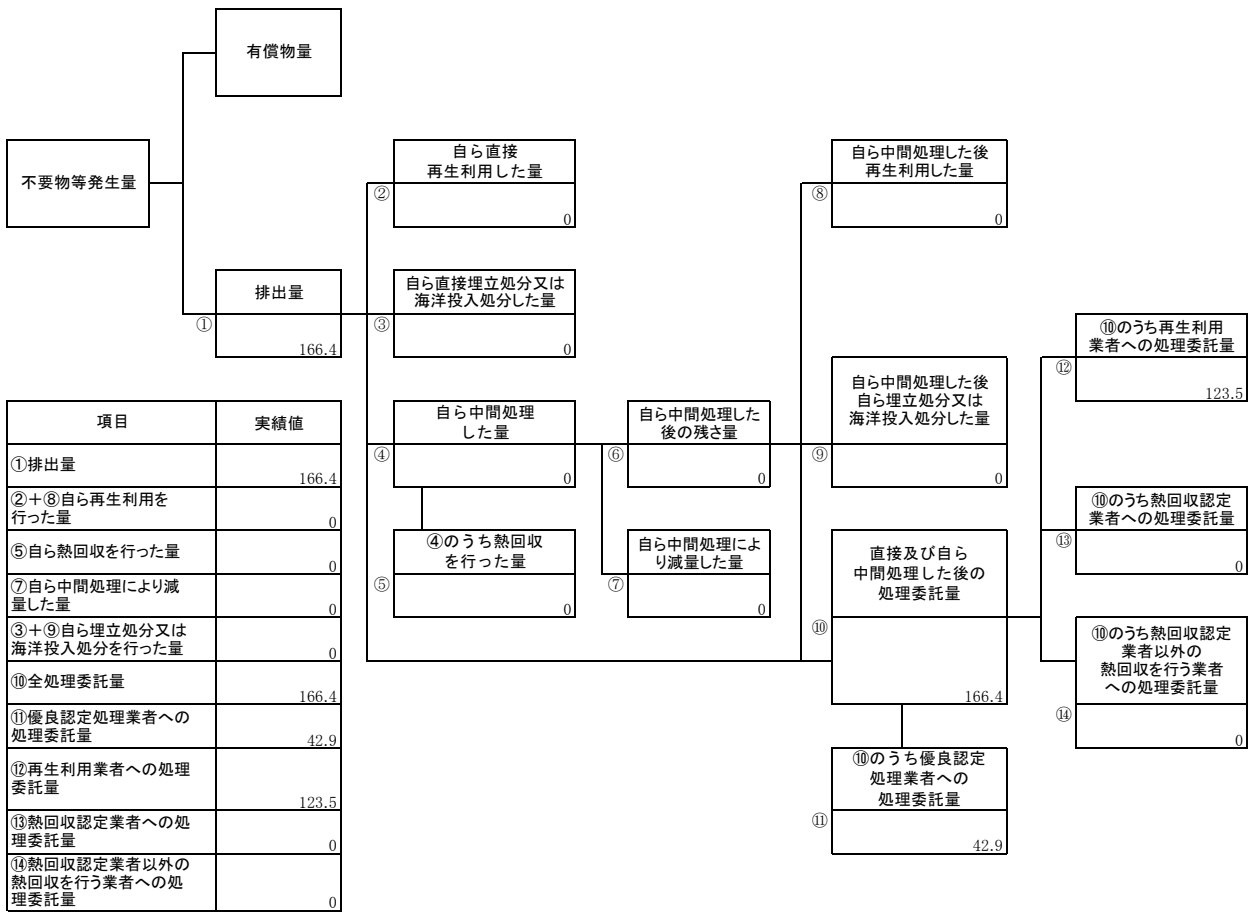 有償物量
不要物等発生量
自ら直接
再生利用した量
②
0
自ら中間処理した後
再生利用した量
⑧
0
排出量
①
166.4
自ら直接埋立処分又は
海洋投入処分した量
③
0
⑩のうち再生利用
業者への処理委託量
⑫
123.5
自ら中間処理
した量
④
0
自ら中間処理した
後の残さ量
⑥
0
自ら中間処理した後
自ら埋立処分又は
海洋投入処分した量
⑨
0
⑩のうち熱回収認定
業者への処理委託量
⑬
0
④のうち熱回収
を行った量
⑤
0
自ら中間処理によ
り減量した量
⑦
0
直接及び自ら
中間処理した後の
処理委託量
⑩
166.4
⑩のうち熱回収認定
業者以外の
熱回収を行う業者
への処理委託量
⑭
0
⑩のうち優良認定
処理業者への
処理委託量
⑪
42.9
項目 実績値
①排出量
166.4
②+⑧自ら再生利用を
行った量
0
⑤自ら熱回収を行った量
0
⑦自ら中間処理により減
量した量
0
③+⑨自ら埋立処分又は
海洋投入処分を行った量
0
⑩全処理委託量
166.4
⑪優良認定処理業者への
処理委託量
42.9
⑫再生利用業者への処理
委託量
123.5
⑬熱回収認定業者への処
理委託量
0
⑭熱回収認定業者以外の
熱回収を行う業者への処
理委託量
0